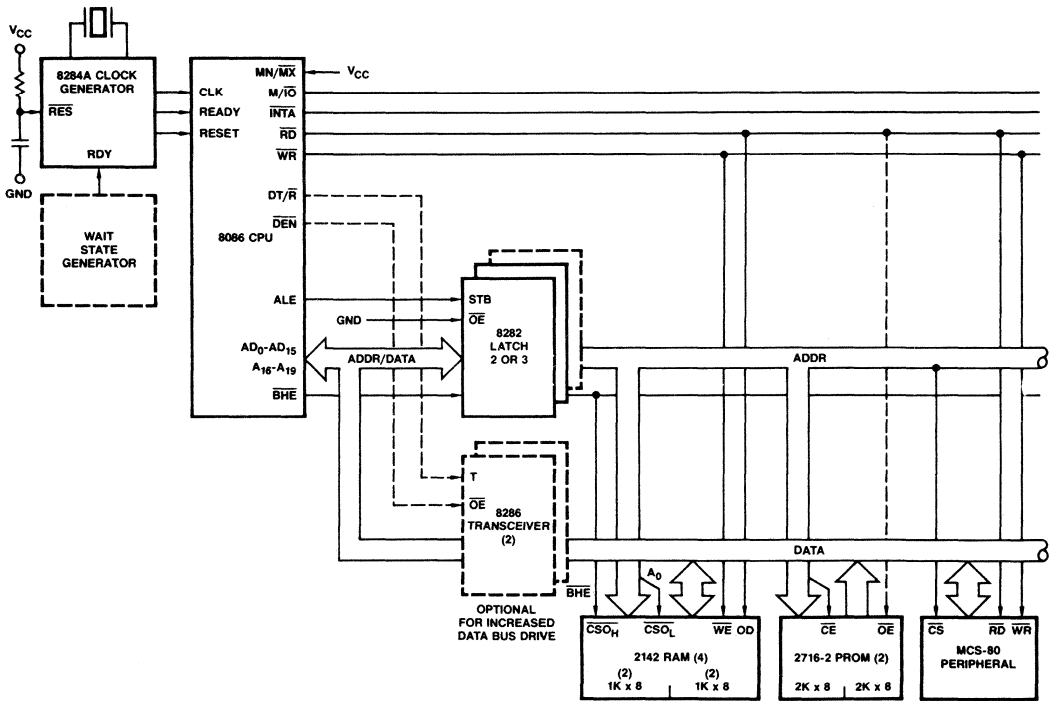 VCC
8284A CLOCK
GENERATOR
RES
RDY
GND
WAIT
STATE
GENERATOR
CLK
READY
RESET
8086 CPU
MN/MX
VCC
M/IO
INTA
RD
WR
DT/R
DEN
ALE
AD0-AD15
A16-A19
BHE
GND
ADDR/DATA
STB
OE
8282
LATCH
2 OR 3
ADDR
T
OE
8286
TRANSCEIVER
(2)
OPTIONAL
FOR INCREASED
DATA BUS DRIVE
DATA
BHE
A0
CSOH
CSOL
WE OD
2142 RAM (4)
(2)
1K x 8
(2)
1K x 8
CE
OE
2716-2 PROM (2)
2K x 8
2K x 8
CS
RD WR
MCS-80
PERIPHERAL